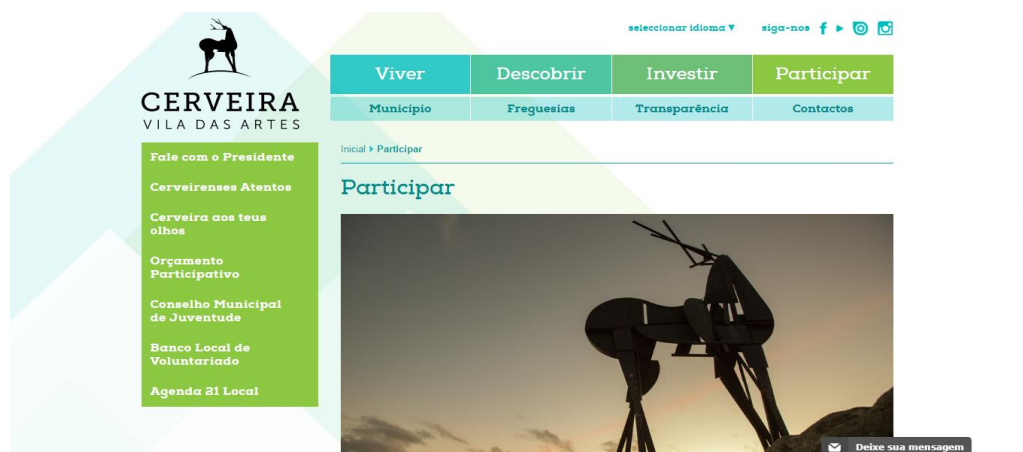 seleccionar idioma ▼
siga-nos
Viver
Descobrir
Investir
Participar
Município
Freguesias
Transparência
Contactos
CERVEIRA
VILA DAS ARTES
Fale com o Presidente
Cerveirenses Atentos
Cerveira aos teus
olhos
Orçamento
Participativo
Conselho Municipal
de Juventude
Banco Local de
Voluntariado
Agenda 21 Local
Inicial > Participar
Participar
Deixe sua mensagem